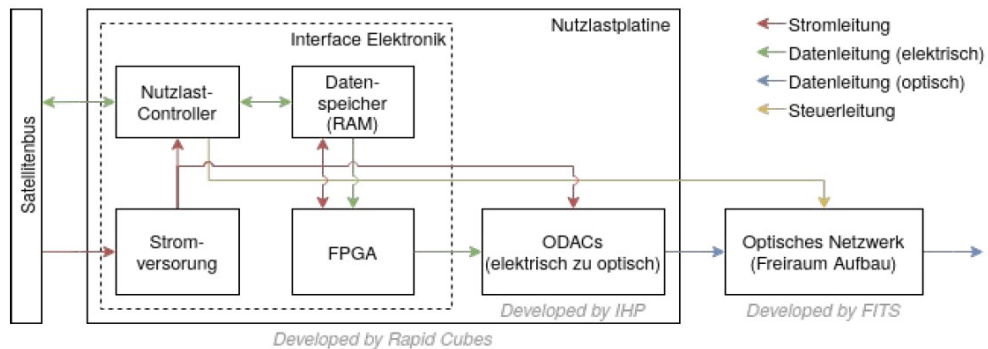 Nutzlastplatine
Interface Elektronik
Stromleitung
Datenleitung (elektrisch)
Datenleitung (optisch)
Steuerleitung
Satellitenbus
Nutzlast-
Controller
Daten-
speicher
(RAM)
Strom-
versorung
FPGA
ODACs
(elektrisch zu optisch)
Optisches Netzwerk
(Freiraum Aufbau)
Developed by IHP
Developed by FITS
Developed by Rapid Cubes